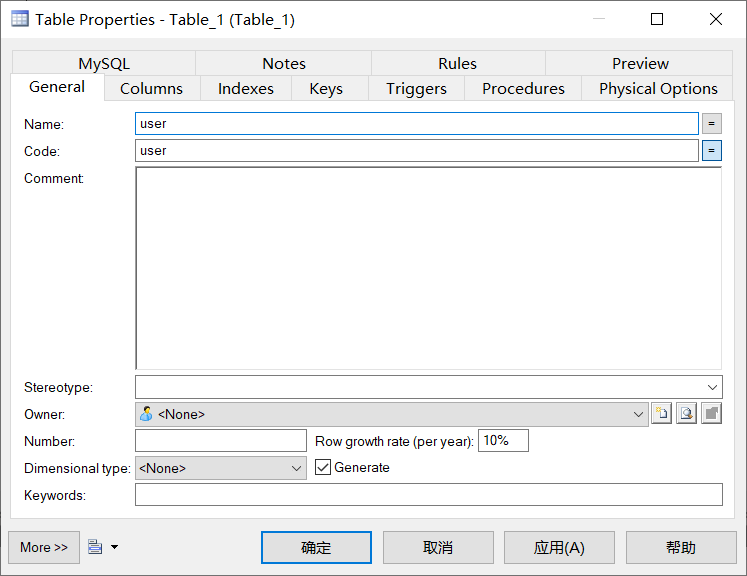 Table Properties - Table_1 (Table_1)
MySQL Notes Rules Preview
General Columns Indexes Keys Triggers Procedures Physical Options
Name: user =
Code: user =
Comment:
Stereotype:
Owner: <None>
Number: Row growth rate (per year): 10%
Dimensional type: <None> Generate
Keywords:
More >> 确定 取消 应用(A) 帮助